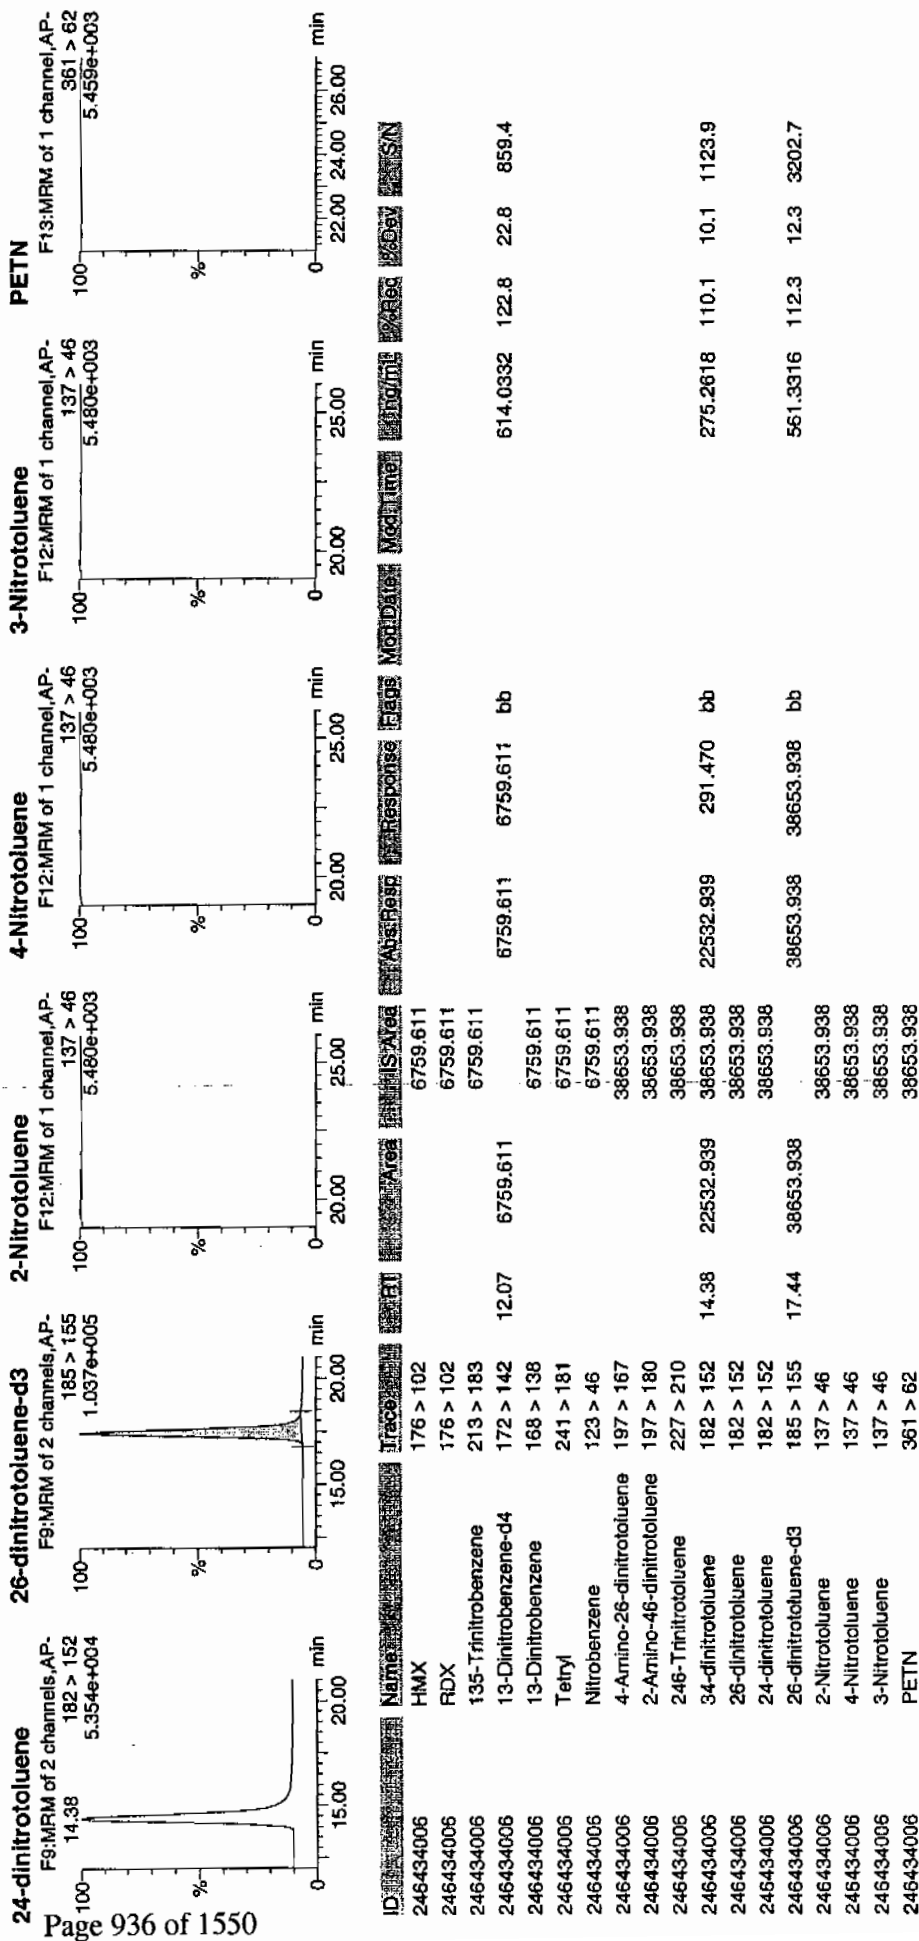 24-dinitrotoluene
F9:MRM of 2 channels,AP-
14.38 182 > 152
5.354e+004
100
%
0
15.00 20.00 min
26-dinitrotoluene-d3
F9:MRM of 2 channels,AP-
185 > 155
1.037e+005
100
%
0
15.00 20.00 min
2-Nitrotoluene
F12:MRM of 1 channel,AP-
137 > 46
5.480e+003
100
%
0
20.00 25.00 min
4-Nitrotoluene
F12:MRM of 1 channel,AP-
137 > 46
5.480e+003
100
%
0
20.00 25.00 min
3-Nitrotoluene
F12:MRM of 1 channel,AP-
137 > 46
5.480e+003
100
%
0
20.00 25.00 min
PETN
F13:MRM of 1 channel,AP-
361 > 62
5.459e+003
100
%
0
22.00 24.00 26.00 min
ID Name Trace RT Area IS Area Abs.Resp Response Flags Mod.Date Mod.Time ng/mL %Rec %Dev S/N
246434006 HMX 176 > 102 6759.611
246434006 RDX 176 > 102 6759.611
246434006 135-Trinitrobenzene 213 > 183 6759.611
246434006 13-Dinitrobenzene-d4 172 > 142 12.07 6759.611 6759.611 6759.611 bb 614.0332 122.8 22.8 859.4
246434006 13-Dinitrobenzene 168 > 138 6759.611
246434006 Tetryl 241 > 181 6759.611
246434006 Nitrobenzene 123 > 46 6759.611
246434006 4-Amino-26-dinitrotoluene 197 > 167 38653.938
246434006 2-Amino-46-dinitrotoluene 197 > 180 38653.938
246434006 246-Trinitrotoluene 227 > 210 38653.938
246434006 34-dinitrotoluene 182 > 152 14.38 22532.939 38653.938 22532.939 291.470 bb 275.2618 110.1 10.1 1123.9
246434006 26-dinitrotoluene 182 > 152 38653.938
246434006 24-dinitrotoluene 182 > 152 38653.938
246434006 26-dinitrotoluene-d3 185 > 155 17.44 38653.938 38653.938 38653.938 bb 561.3316 112.3 12.3 3202.7
246434006 2-Nitrotoluene 137 > 46 38653.938
246434006 4-Nitrotoluene 137 > 46 38653.938
246434006 3-Nitrotoluene 137 > 46 38653.938
246434006 PETN 361 > 62 38653.938
Page 936 of 1550